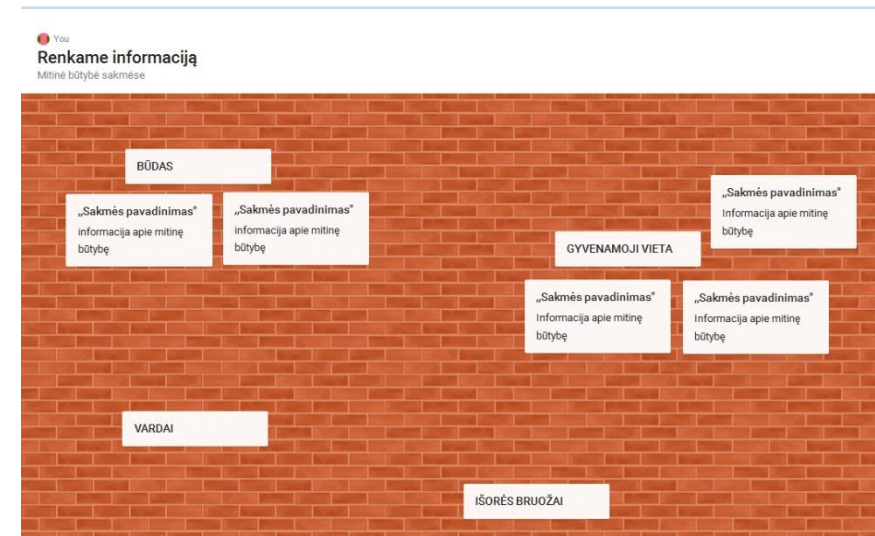 You
Renkame informaciją
Mitinė būtybė sakmėse
BŪDAS
„Sakmės pavadinimas"
informacija apie mitinę
būtybę
„Sakmės pavadinimas"
informacija apie mitinę
būtybę
„Sakmės pavadinimas"
Informacija apie mitinę
būtybę
GYVENAMOJI VIETA
„Sakmės pavadinimas"
Informacija apie mitinę
būtybę
„Sakmės pavadinimas"
Informacija apie mitinę
būtybę
VARDAI
IŠORĖS BRUOŽAI